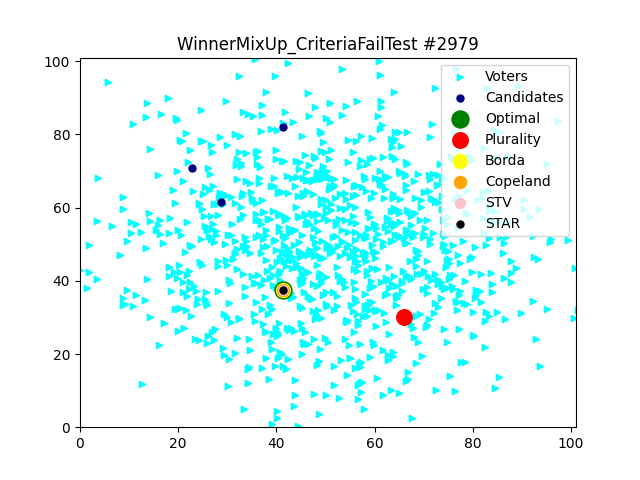 WinnerMixUp_CriteriaFailTest #2979
100
80
60
40
20
0
0
20
40
60
80
100
Voters
Candidates
Optimal
Plurality
Borda
Copeland
STV
STAR